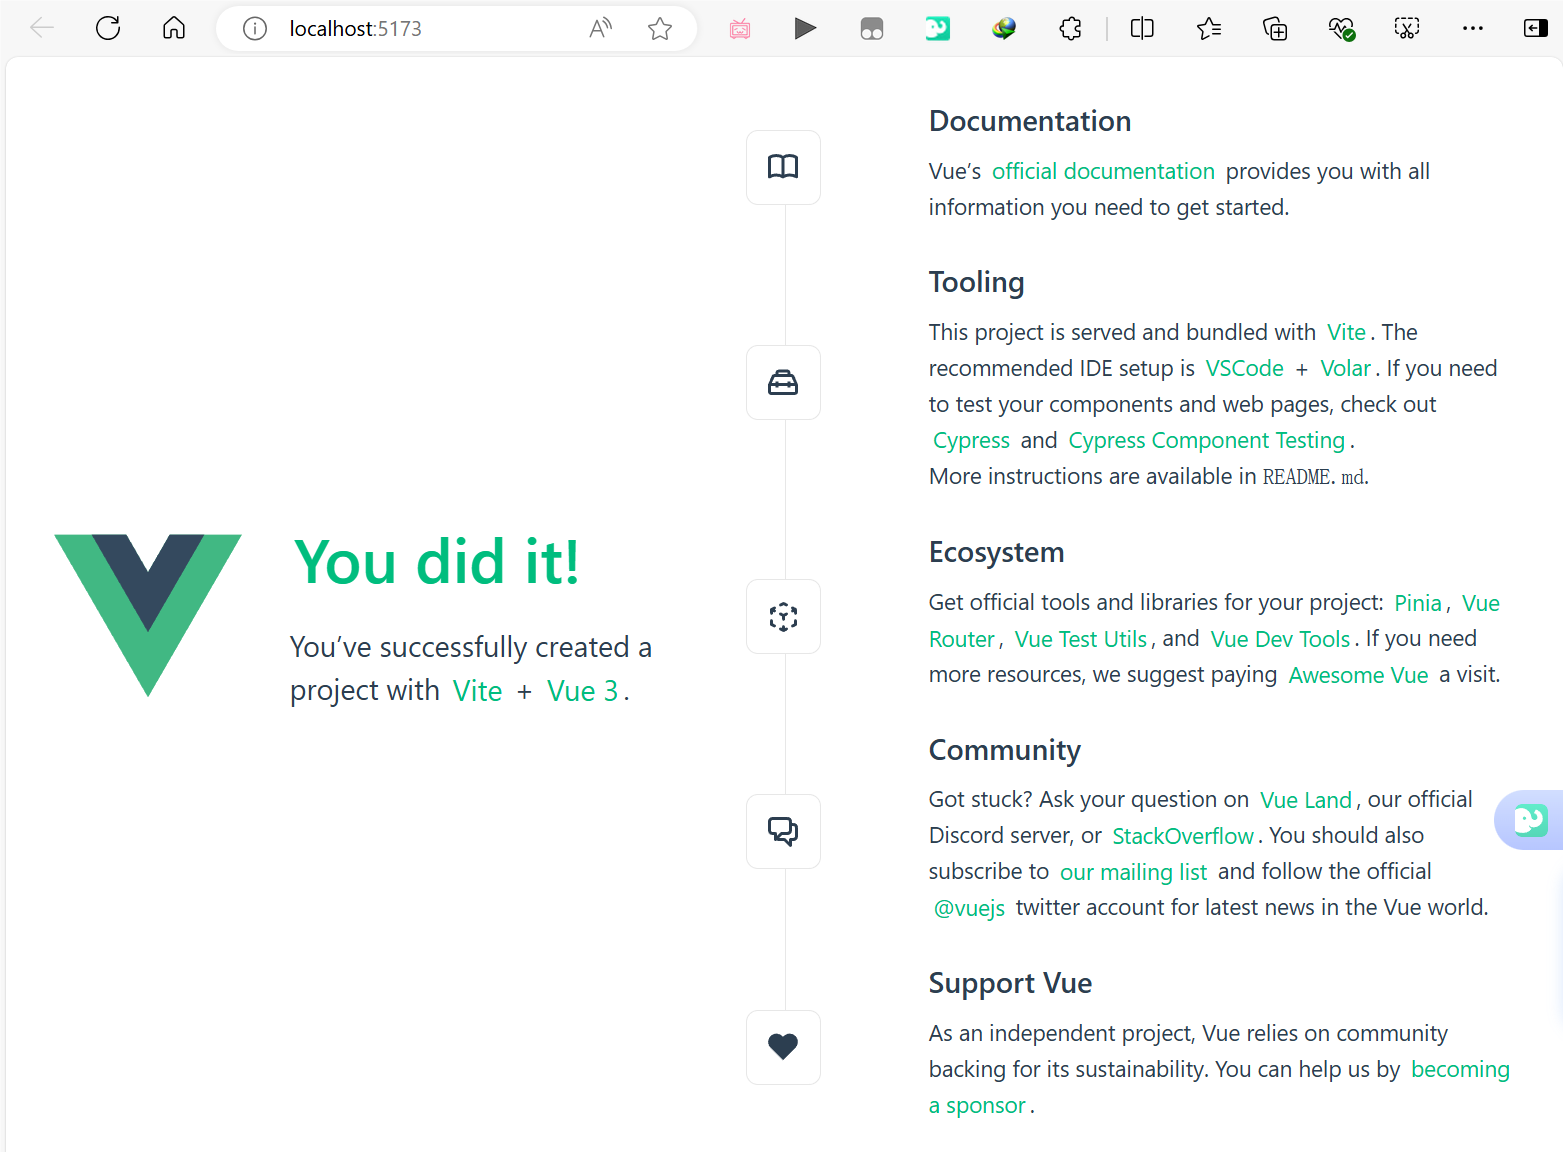 localhost:5173
Documentation
Vue’s official documentation provides you with all
information you need to get started.
Tooling
This project is served and bundled with Vite. The
recommended IDE setup is VSCode + Volar. If you need
to test your components and web pages, check out
Cypress and Cypress Component Testing.
More instructions are available in README.md.
You did it!
You’ve successfully created a
project with Vite + Vue 3.
Ecosystem
Get official tools and libraries for your project: Pinia, Vue
Router, Vue Test Utils, and Vue Dev Tools. If you need
more resources, we suggest paying Awesome Vue a visit.
Community
Got stuck? Ask your question on Vue Land, our official
Discord server, or StackOverflow. You should also
subscribe to our mailing list and follow the official
@vuejs twitter account for latest news in the Vue world.
Support Vue
As an independent project, Vue relies on community
backing for its sustainability. You can help us by becoming
a sponsor.